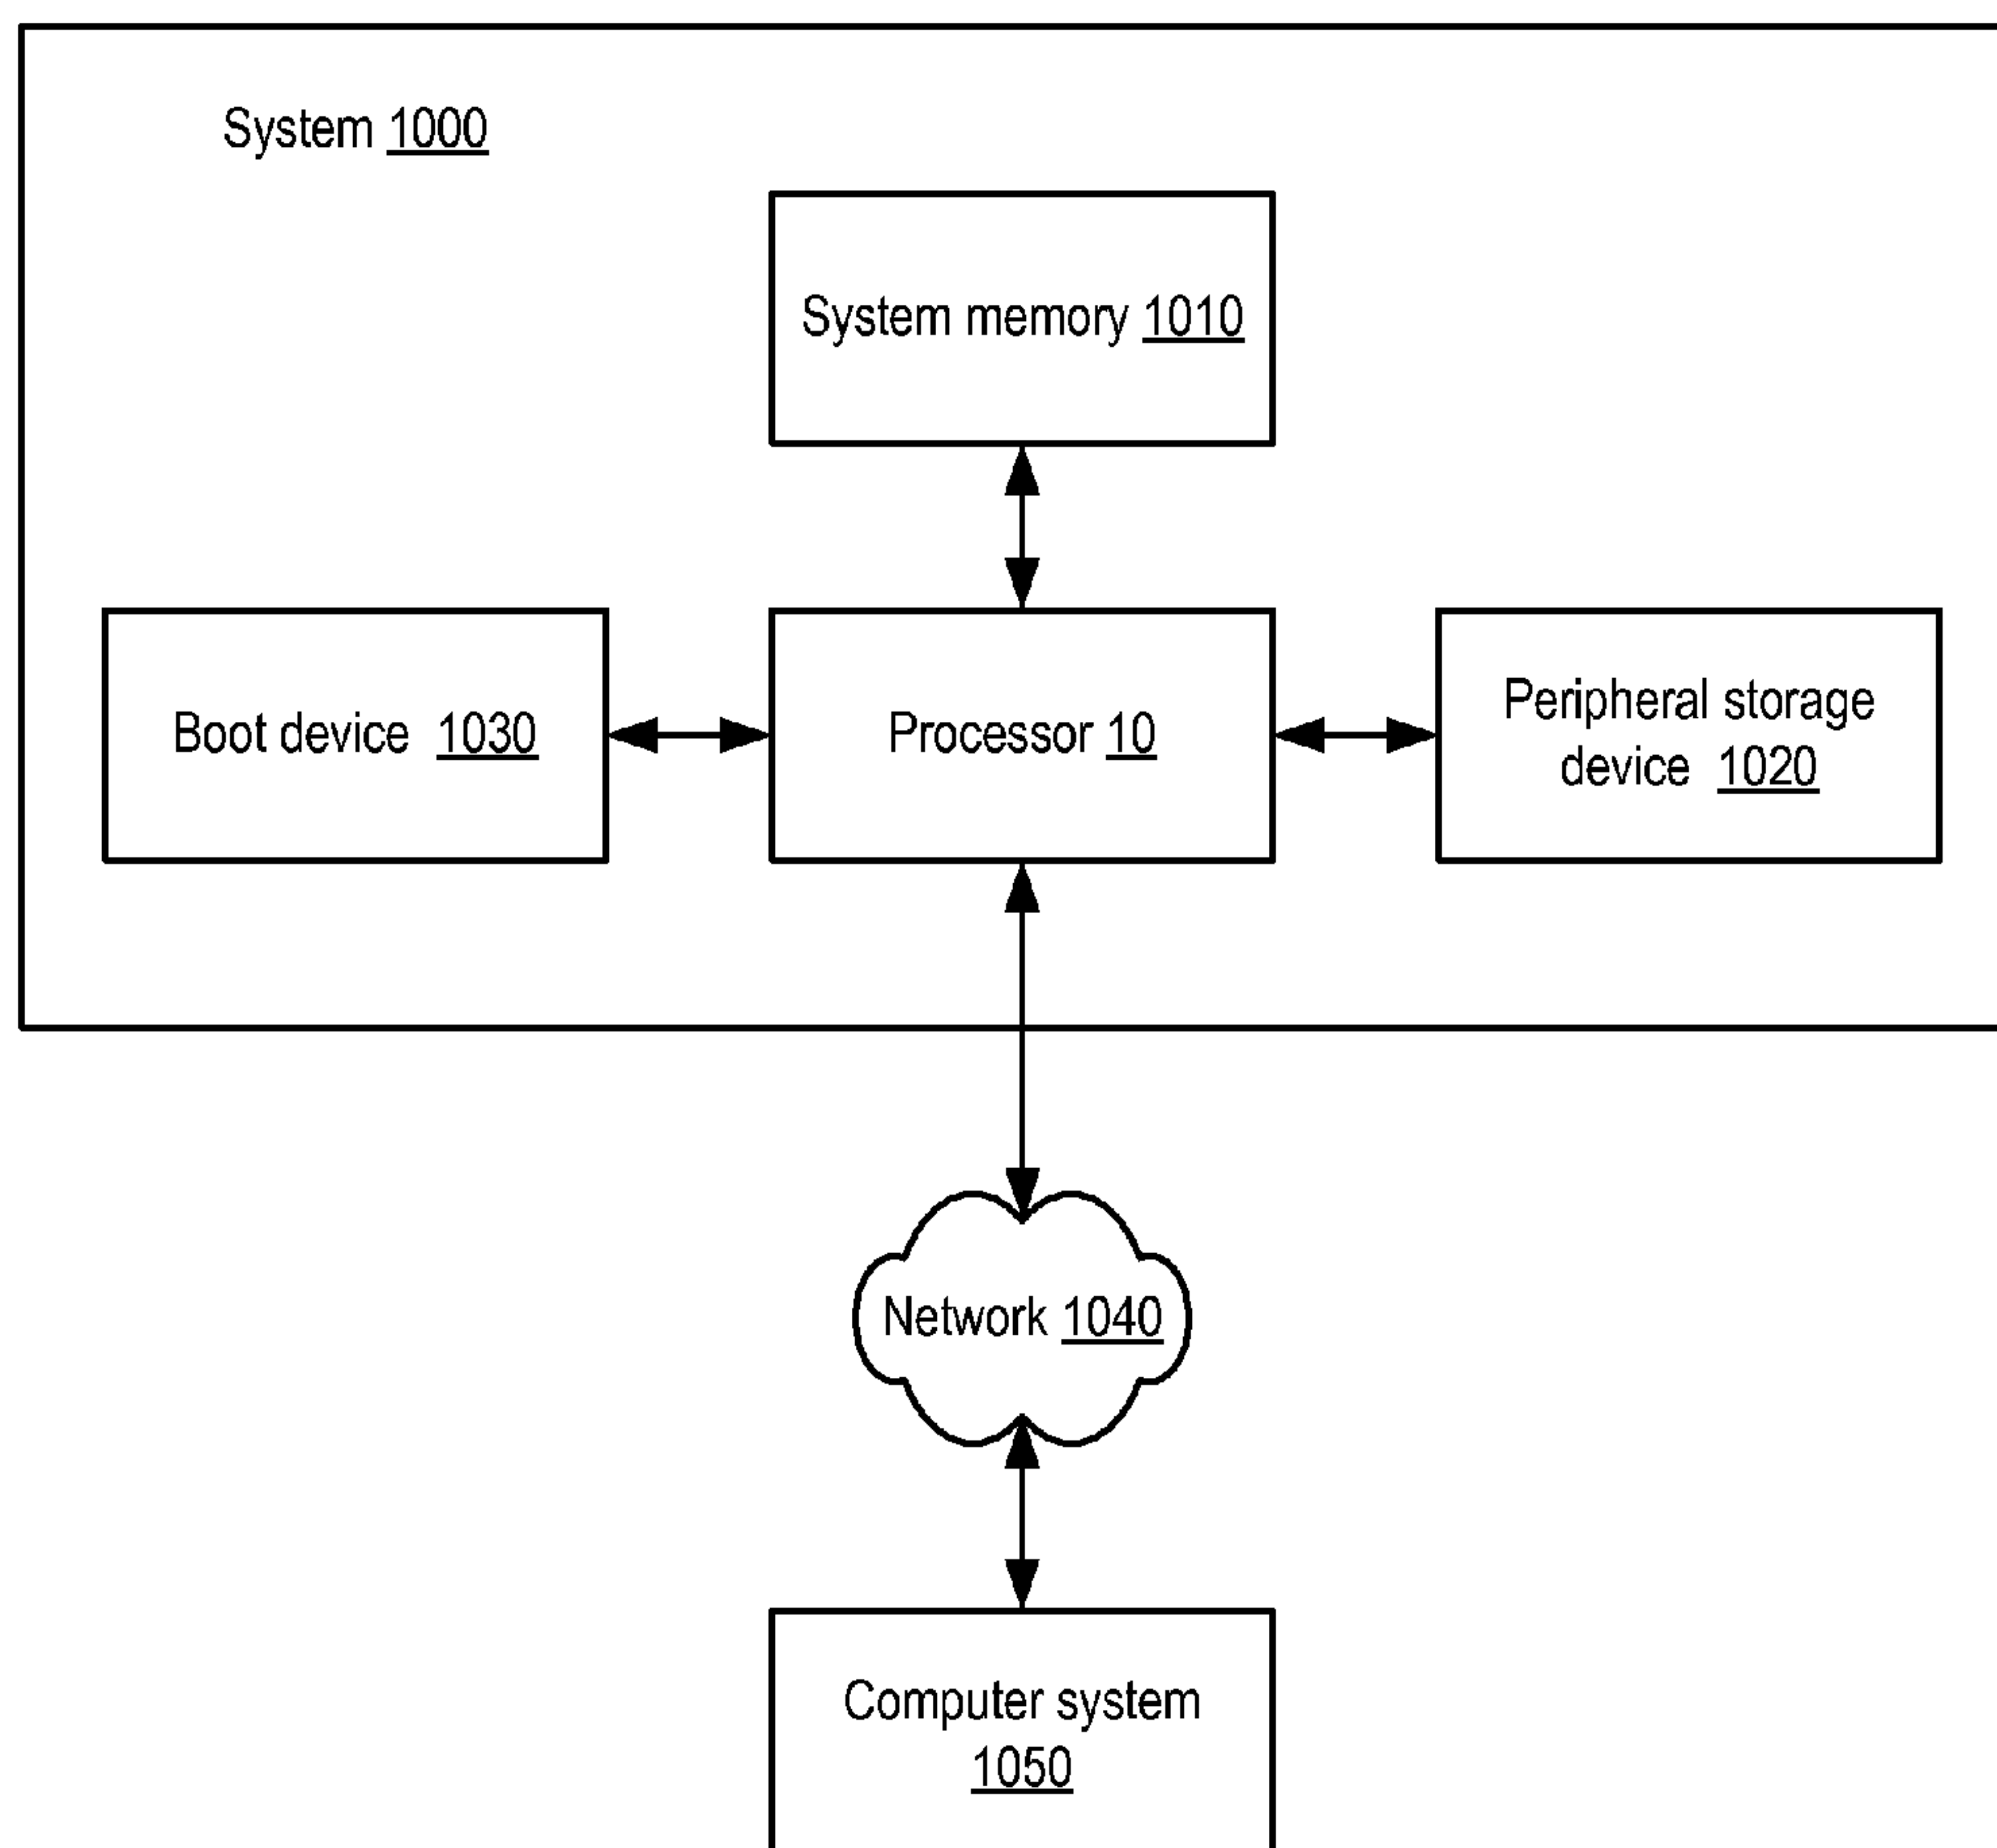 System 1000
System memory 1010
Boot device 1030
Processor 10
Peripheral storage
device 1020
Network 1040
Computer system
1050